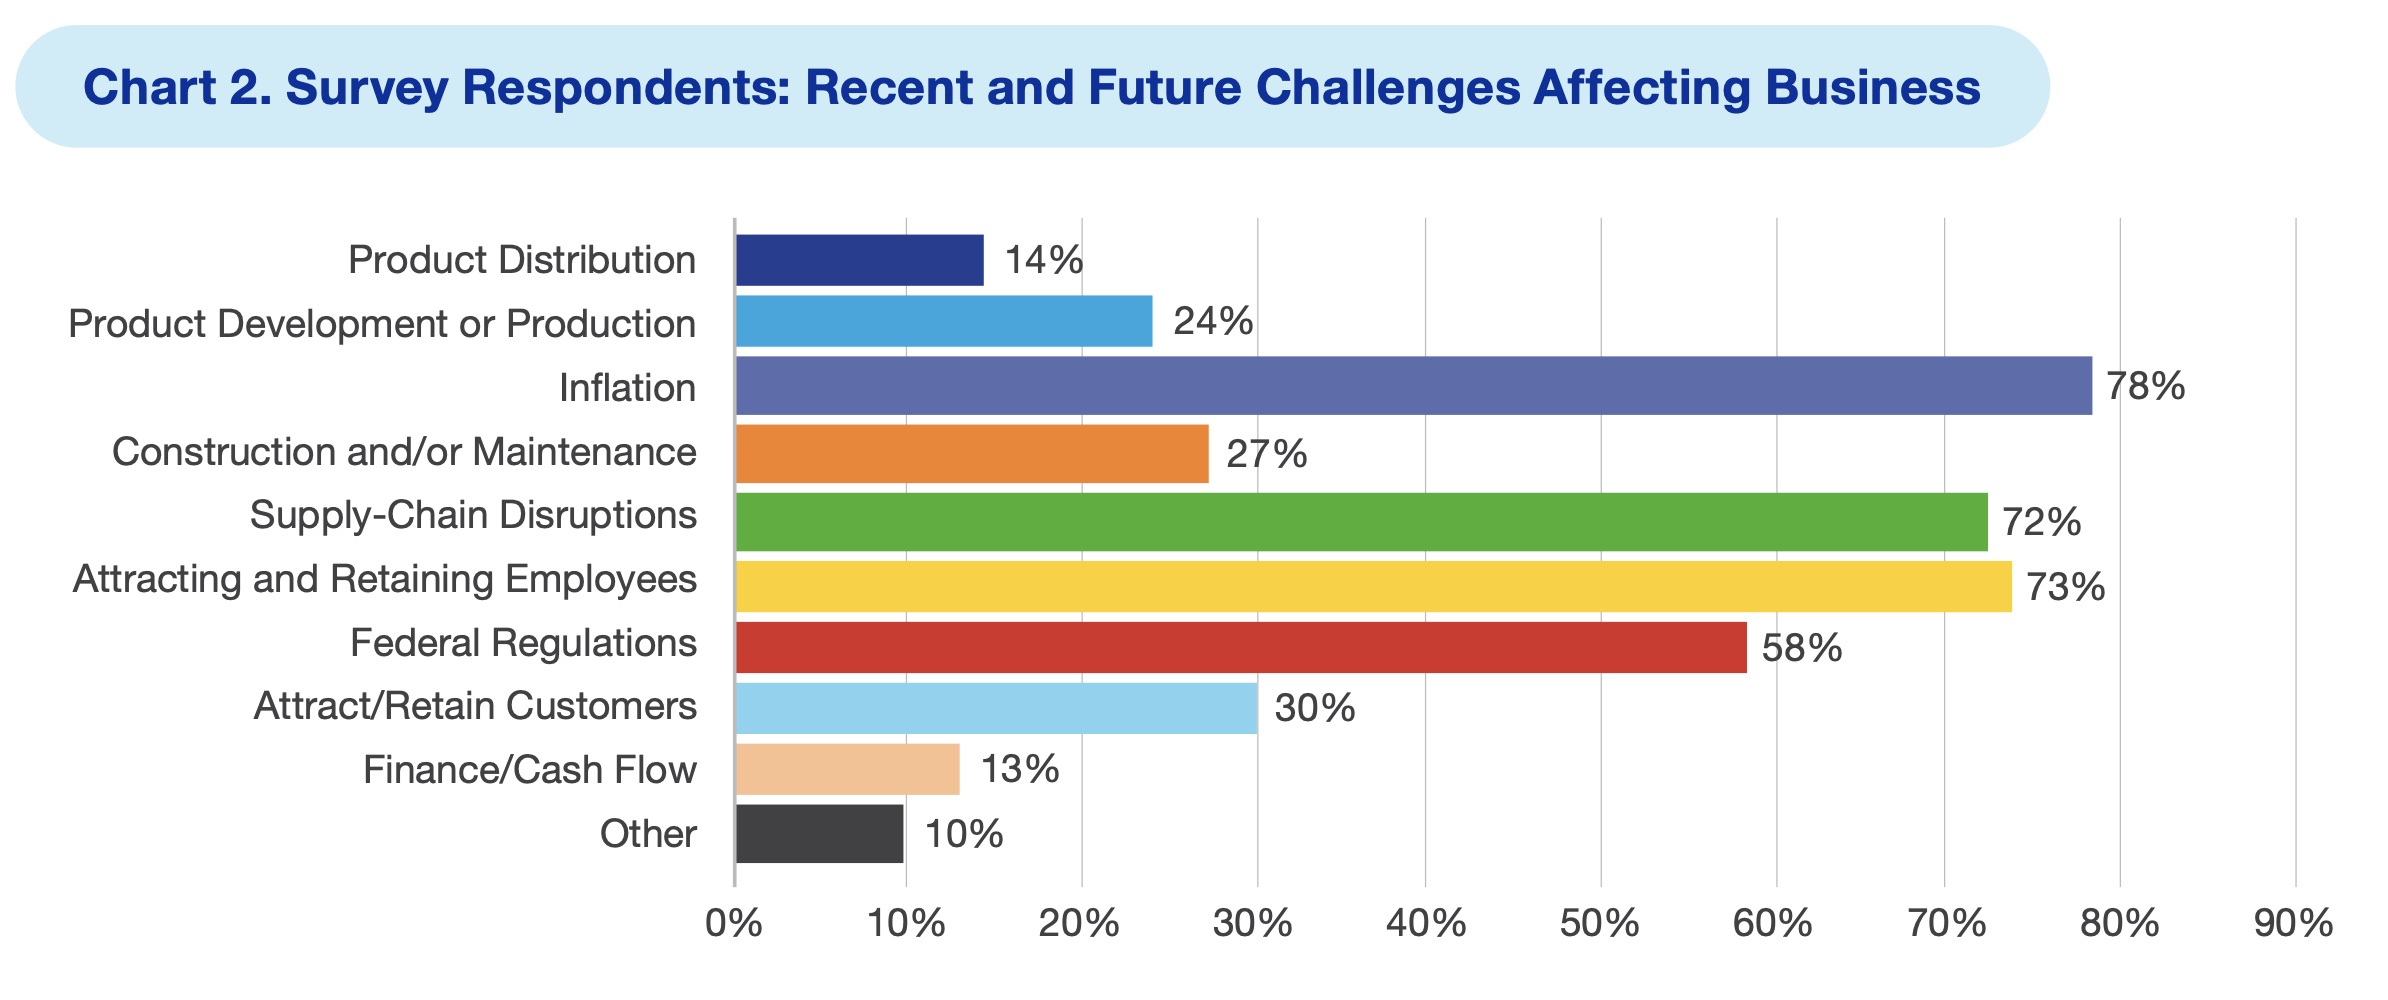 Chart 2. Survey Respondents: Recent and Future Challenges Affecting Business
Product Distribution 14%
Product Development or Production 24%
Inflation 78%
Construction and/or Maintenance 27%
Supply-Chain Disruptions 72%
Attracting and Retaining Employees 73%
Federal Regulations 58%
Attract/Retain Customers 30%
Finance/Cash Flow 13%
Other 10%
0% 10% 20% 30% 40% 50% 60% 70% 80% 90%